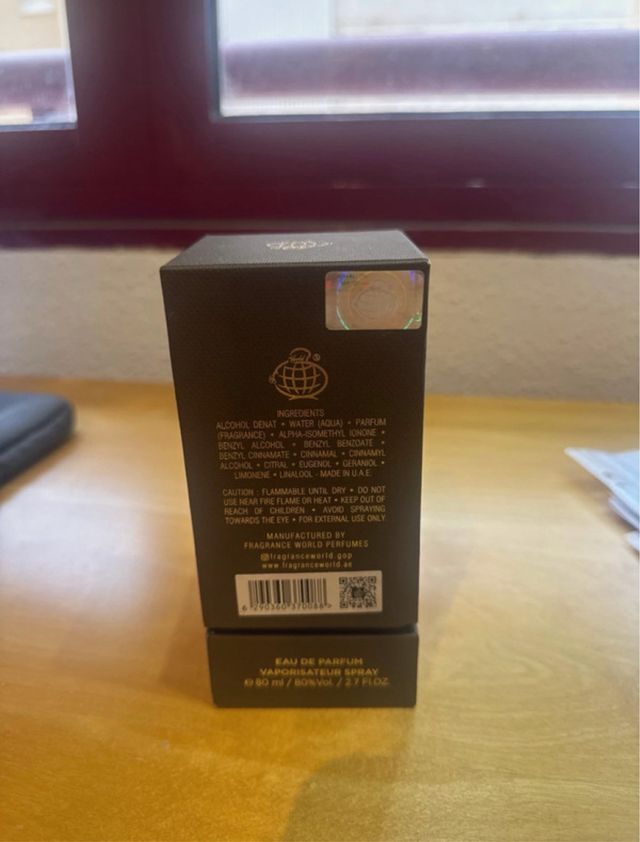 INGREDIENTS
ALCOHOL DENAT • WATER (AQUA) • PARFUM
(FRAGRANCE) • ALPHA-ISOMETHYL IONONE •
BENZYL ALCOHOL • BENZYL BENZOATE •
BENZYL CINNAMATE • CINNAMAL • CINNAMYL
ALCOHOL • CITRAL • EUGENOL • GERANIOL •
LIMONENE • LINALOOL - MADE IN U.A.E.
CAUTION : FLAMMABLE UNTIL DRY • DO NOT
USE NEAR FIRE FLAME OR HEAT • KEEP OUT OF
REACH OF CHILDREN • AVOID SPRAYING
TOWARDS THE EYE • FOR EXTERNAL USE ONLY
MANUFACTURED BY
FRAGRANCE WORLD PERFUMES
@fragranceworld.gop
www.fragranceworld.ae
6 290360 370088 >
EAU DE PARFUM
VAPORISATEUR SPRAY
℮ 80 ml / 80%Vol. / 2.7 Fl.OZ.